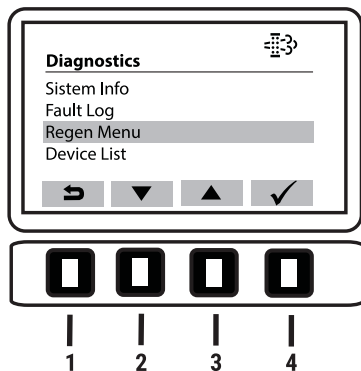 Diagnostics
Sistem Info
Fault Log
Regen Menu
Device List
1 2 3 4